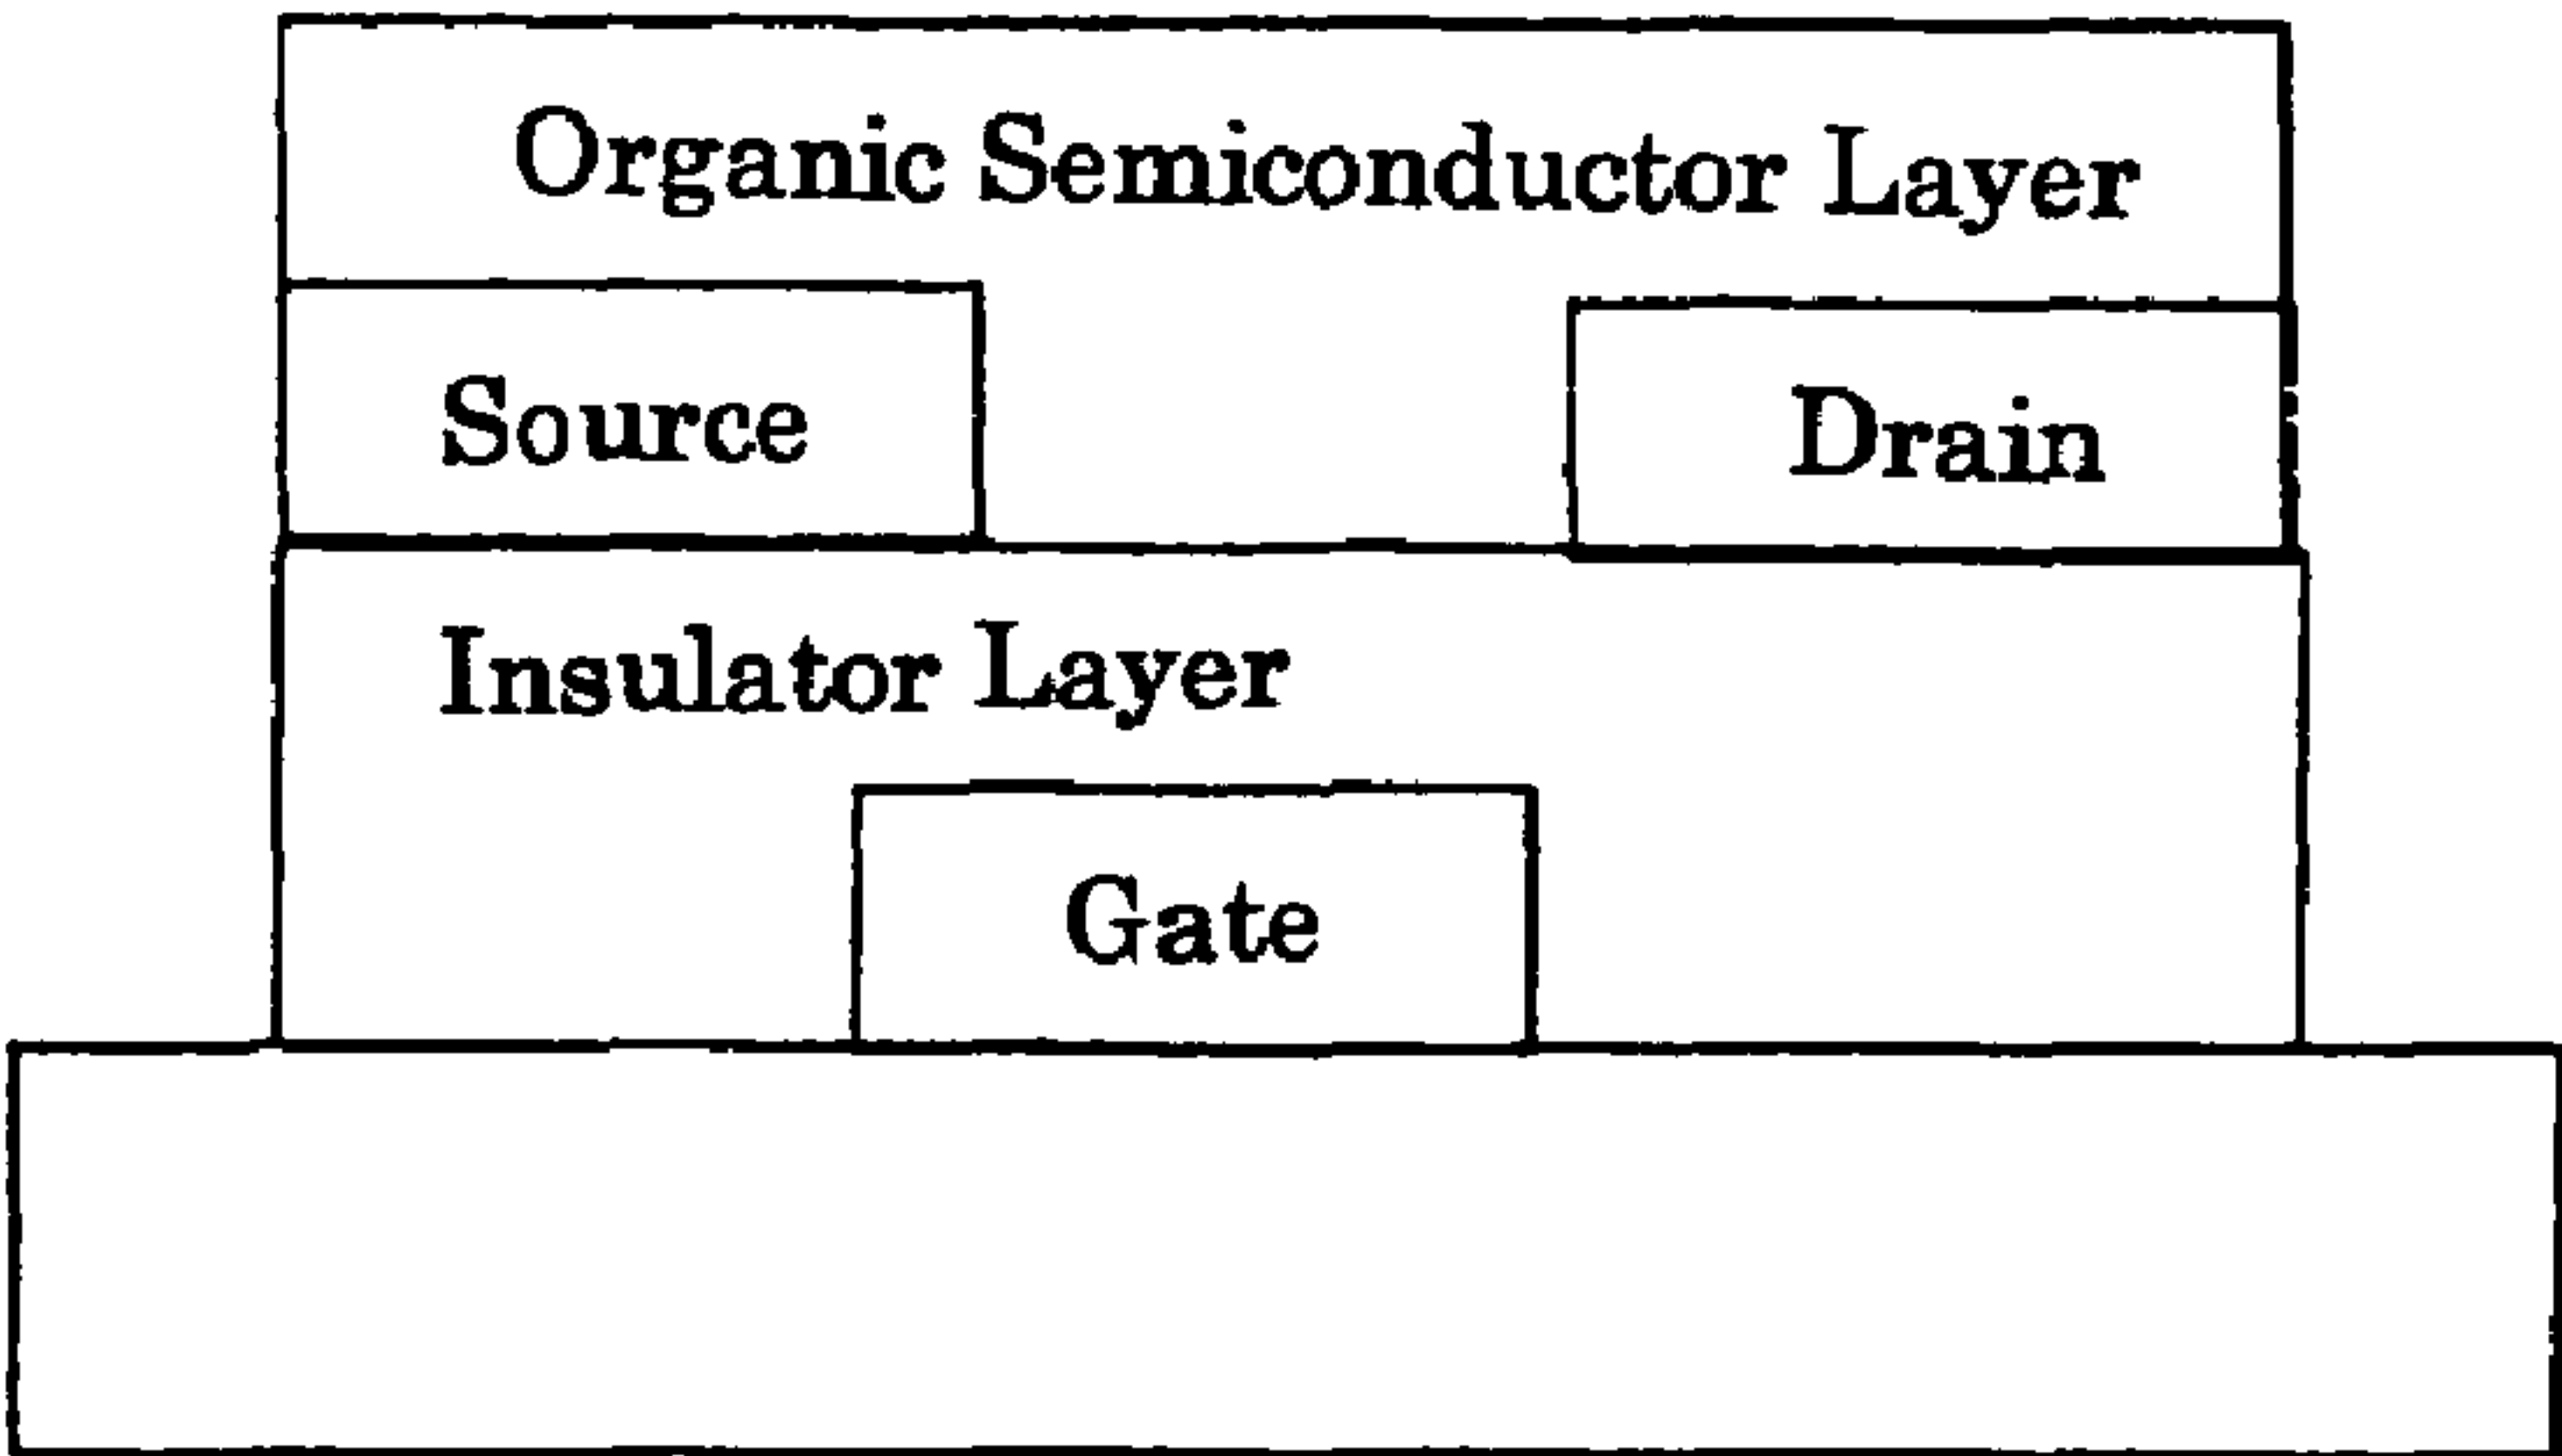 Organic Semiconductor Layer
Source
Drain
Insulator Layer
Gate